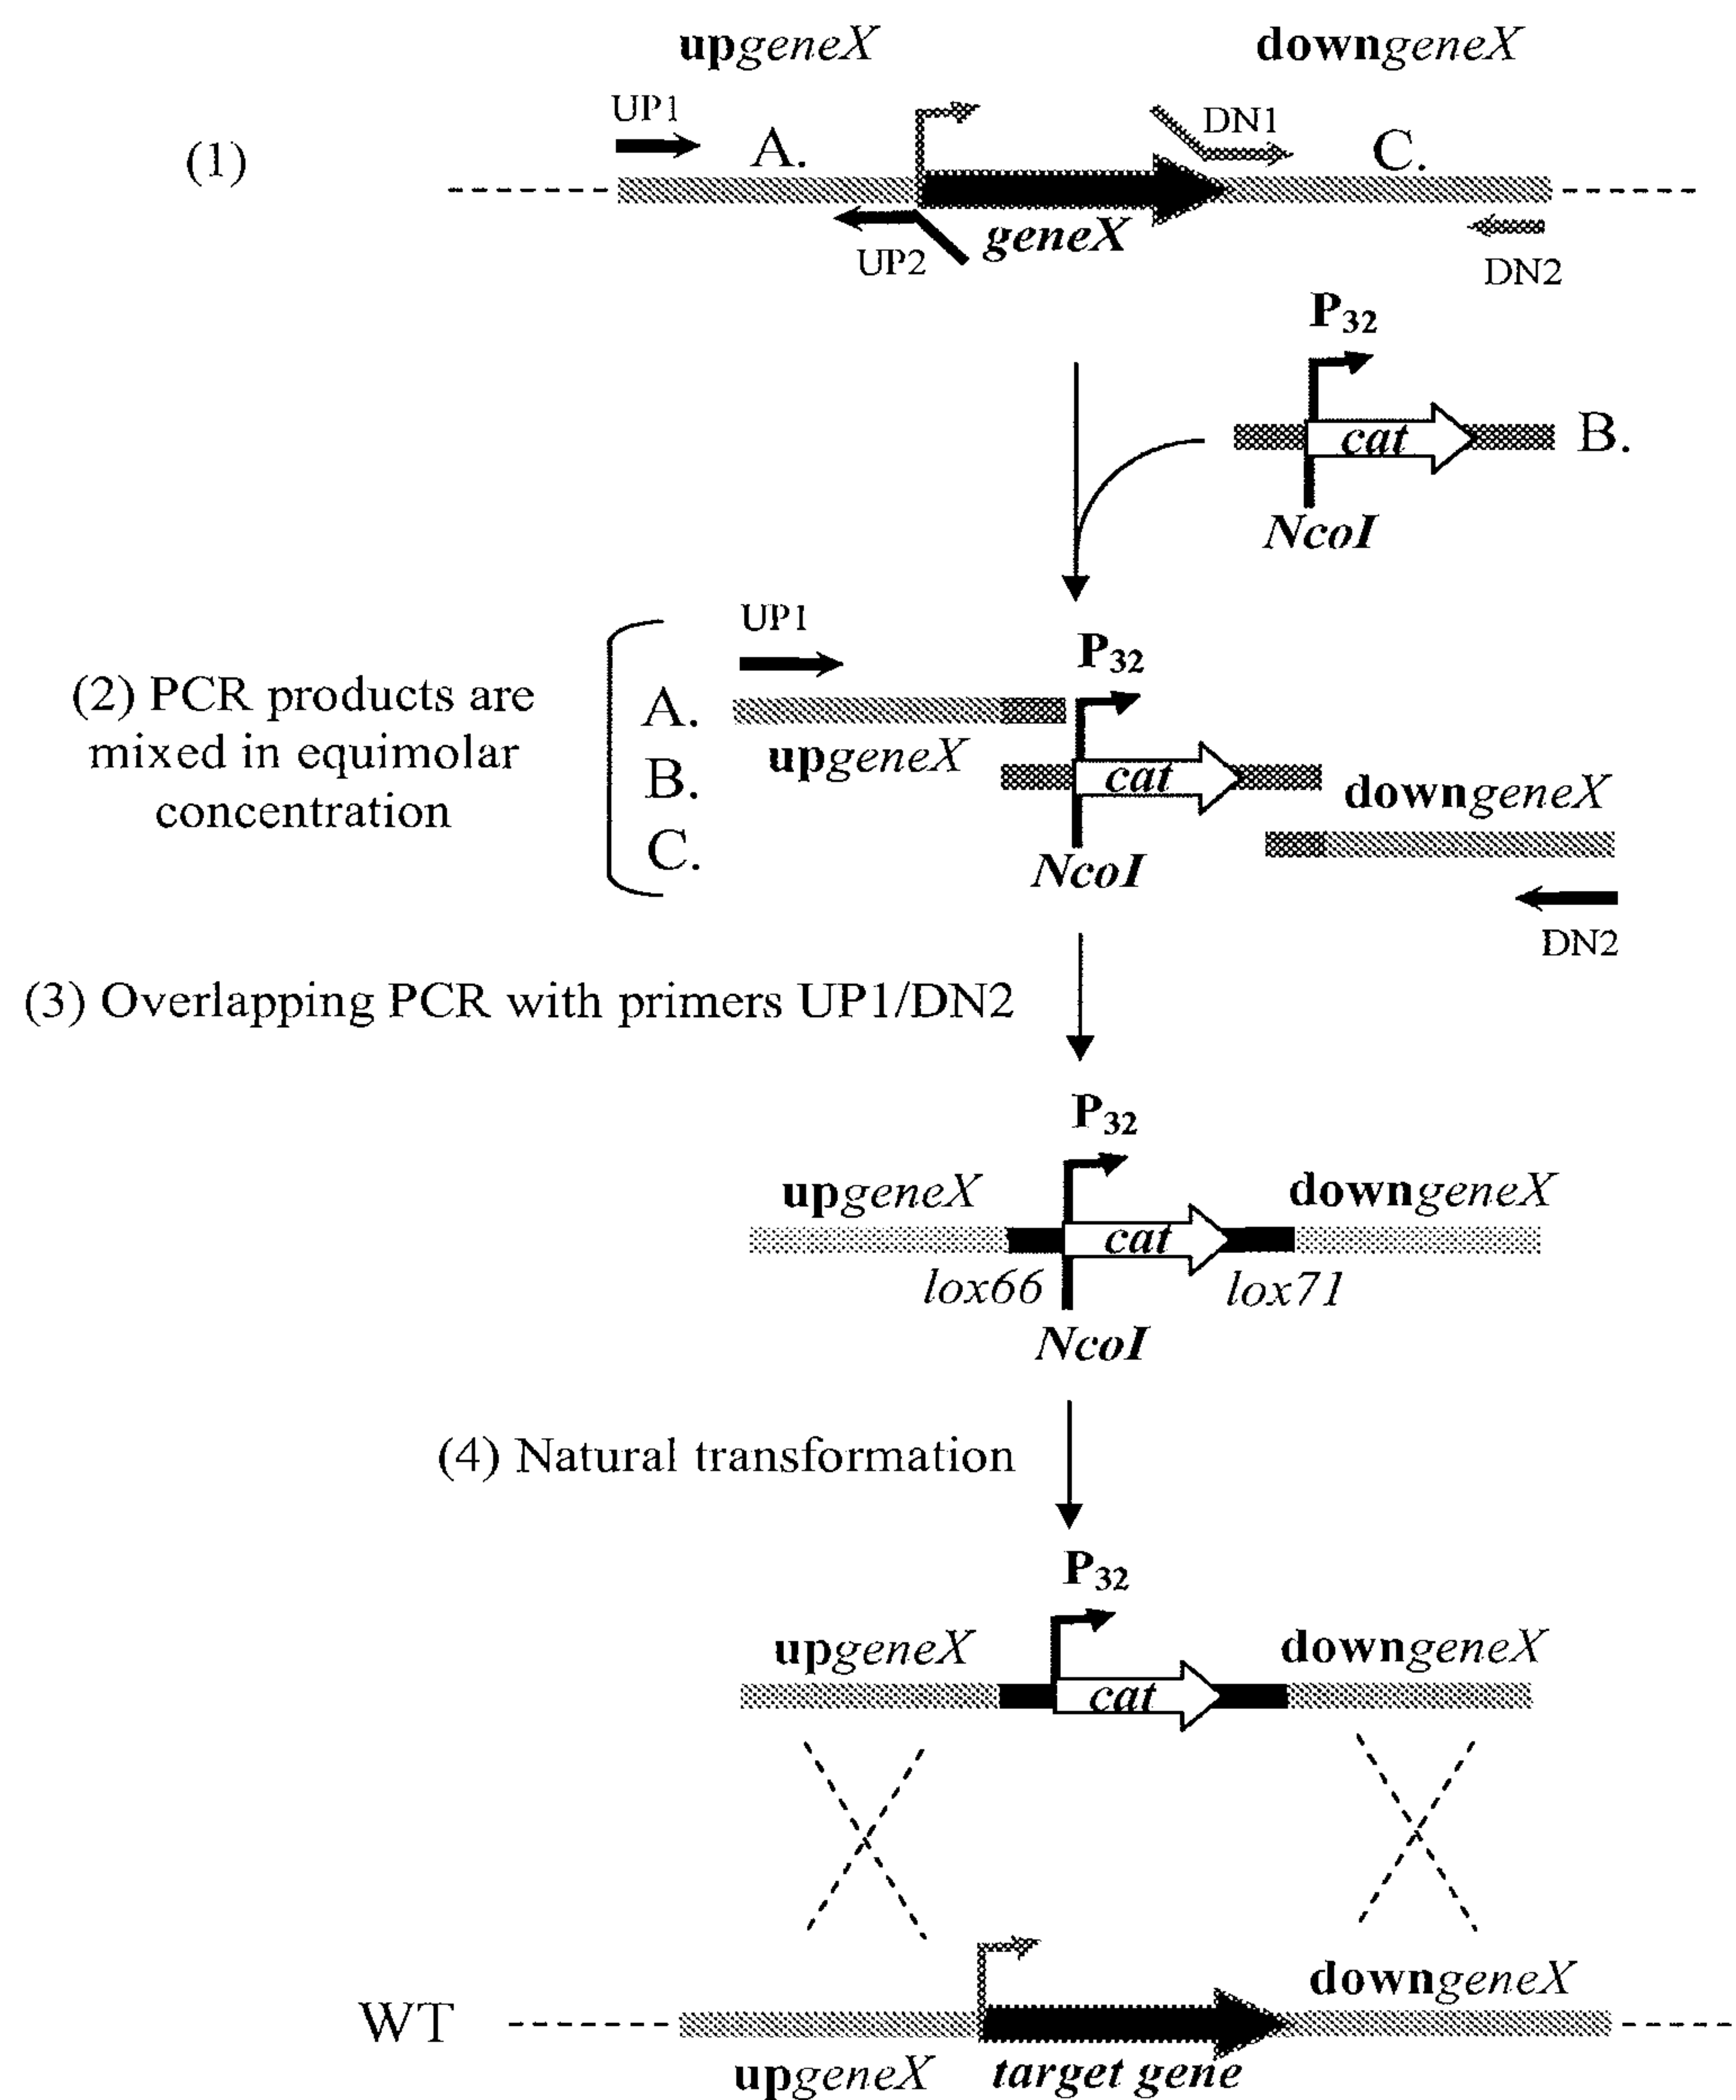 upgeneX downgeneX
UP1 DN1
(1) A. C.
geneX
UP2 DN2
P32
cat B.
NcoI
UP1
P32
(2) PCR products are
mixed in equimolar
concentration
A.
upgeneX
B. cat
downgeneX
C.
NcoI
DN2
(3) Overlapping PCR with primers UP1/DN2
P32
upgeneX downgeneX
cat
lox66 lox71
NcoI
(4) Natural transformation
P32
upgeneX downgeneX
cat
downgeneX
WT
upgeneX target gene